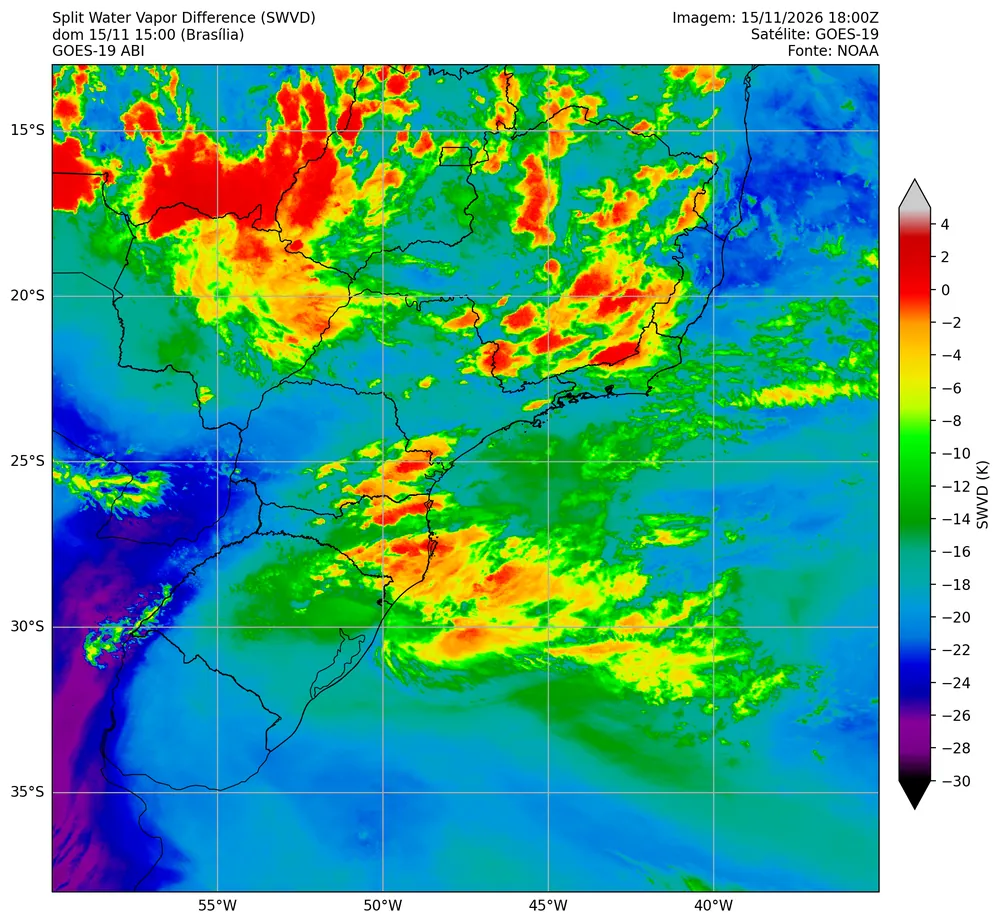 Split Water Vapor Difference (SWVD)
dom 15/11 15:00 (Brasília)
GOES-19 ABI
Imagem: 15/11/2026 18:00Z
Satélite: GOES-19
Fonte: NOAA
15°S
20°S
25°S
30°S
35°S
55°W
50°W
45°W
40°W
4
2
0
−2
−4
−6
−8
−10
−12
−14
−16
−18
−20
−22
−24
−26
−28
−30
SWVD (K)